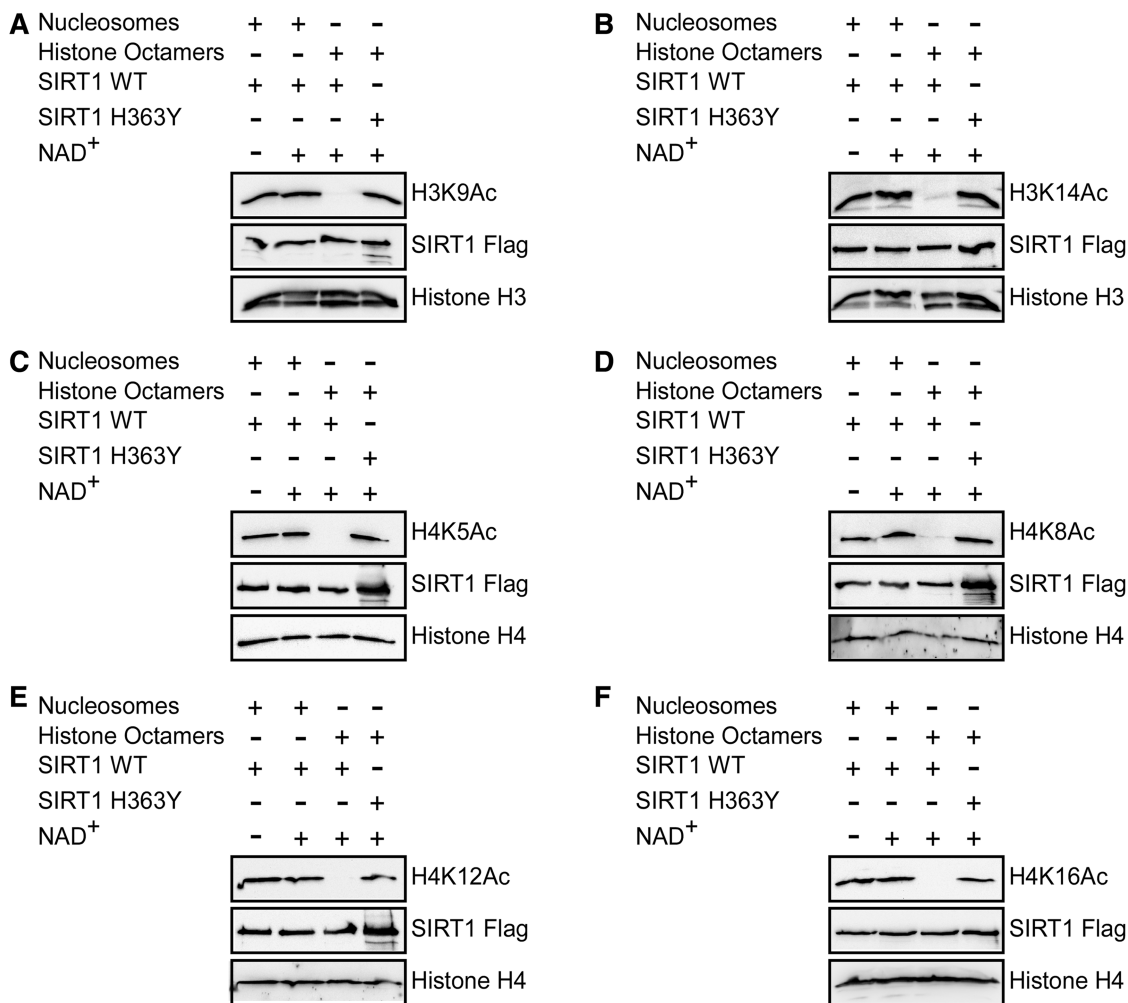 A
Nucleosomes + + - -
Histone Octamers - - + +
SIRT1 WT + + + -
SIRT1 H363Y - - - +
NAD+ - + + +
H3K9Ac
SIRT1 Flag
Histone H3
B
Nucleosomes + + - -
Histone Octamers - - + +
SIRT1 WT + + + -
SIRT1 H363Y - - - +
NAD+ - + + +
H3K14Ac
SIRT1 Flag
Histone H3
C
Nucleosomes + + - -
Histone Octamers - - + +
SIRT1 WT + + + -
SIRT1 H363Y - - - +
NAD+ - + + +
H4K5Ac
SIRT1 Flag
Histone H4
D
Nucleosomes + + - -
Histone Octamers - - + +
SIRT1 WT + + + -
SIRT1 H363Y - - - +
NAD+ - + + +
H4K8Ac
SIRT1 Flag
Histone H4
E
Nucleosomes + + - -
Histone Octamers - - + +
SIRT1 WT + + + -
SIRT1 H363Y - - - +
NAD+ - + + +
H4K12Ac
SIRT1 Flag
Histone H4
F
Nucleosomes + + - -
Histone Octamers - - + +
SIRT1 WT + + + -
SIRT1 H363Y - - - +
NAD+ - + + +
H4K16Ac
SIRT1 Flag
Histone H4